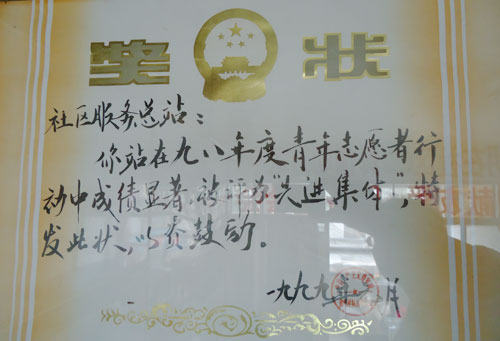 奖状
社区服务总站：
你站在九八年度青年志愿者行
动中成绩显著，被评为“先进集体”，特
发此状，以资鼓励。
一九九九年三月